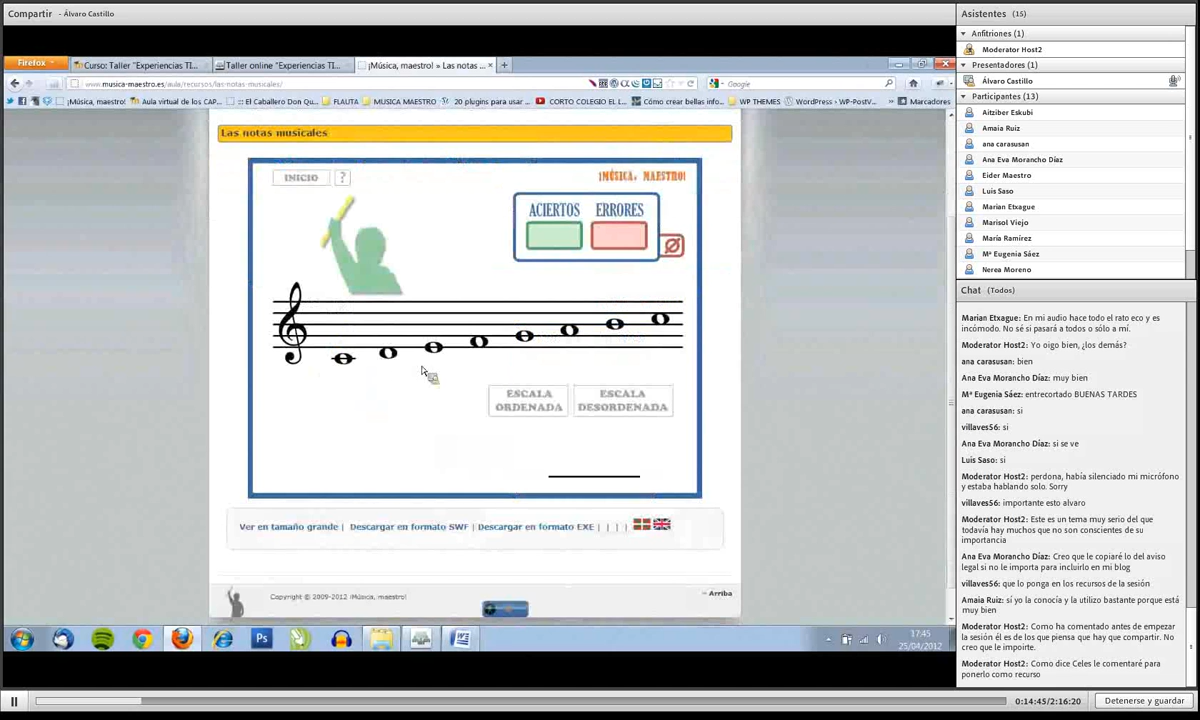 Compartir - Álvaro Castillo
Firefox
Curso: Taller "Experiencias TI...
Taller online "Experiencias TI...
¡Música, maestro! » Las notas ...
www.musica-maestro.es/aula/recursos/las-notas-musicales/
Google
¡Música, maestro!
Aula virtual de los CAP...
:: El Caballero Don Qu...
FLAUTA
MUSICA MAESTRO
20 plugins para usar ...
CORTO COLEGIO EL L...
Cómo crear bellas info...
WP THEMES
WordPress › WP-PostV...
»
Marcadores
Las notas musicales
INICIO
?
¡MÚSICA, MAESTRO!
ACIERTOS ERRORES
ESCALA ORDENADA
ESCALA DESORDENADA
Ver en tamaño grande | Descargar en formato SWF | Descargar en formato EXE | | | |
Copyright © 2009-2012 ¡Música, maestro!
Arriba
Ps
W
17:45
25/04/2012
Asistentes (15)
Anfitriones (1)
Moderator Host2
Presentadores (1)
Álvaro Castillo
Participantes (13)
Aitziber Eskubi
Amaia Ruiz
ana carasusan
Ana Eva Morancho Díaz
Eider Maestro
Luis Saso
Marian Etxague
Marisol Viejo
María Ramírez
Mª Eugenia Sáez
Nerea Moreno
Chat (Todos)
Marian Etxague: En mi audio hace todo el rato eco y es
incómodo. No sé si pasará a todos o sólo a mí.
Moderator Host2: Yo oigo bien, ¿los demás?
ana carasusan: bien
Ana Eva Morancho Díaz: muy bien
Mª Eugenia Sáez: entrecortado BUENAS TARDES
ana carasusan: si
villaves56: si
Ana Eva Morancho Díaz: si se ve
Luis Saso: si
Moderator Host2: perdona, había silenciado mi micrófono
y estaba hablando solo. Sorry
villaves56: importante esto alvaro
Moderator Host2: Este es un tema muy serio del que
todavía hay muchos que no son conscientes de su
importancia
Ana Eva Morancho Díaz: Creo que le copiaré lo del aviso
legal si no le importa para incluirlo en mi blog
villaves56: que lo ponga en los recursos de la sesión
Amaia Ruiz: sí yo la conocía y la utilizo bastante porque está
muy bien
Moderator Host2: Como ha comentado antes de empezar
la sesión él es de los que piensa que hay que compartir. No
creo que le impoirte.
Moderator Host2: Como dice Celes le comentaré para
ponerlo como recurso
0:14:45/2:16:20
Detenerse y guardar